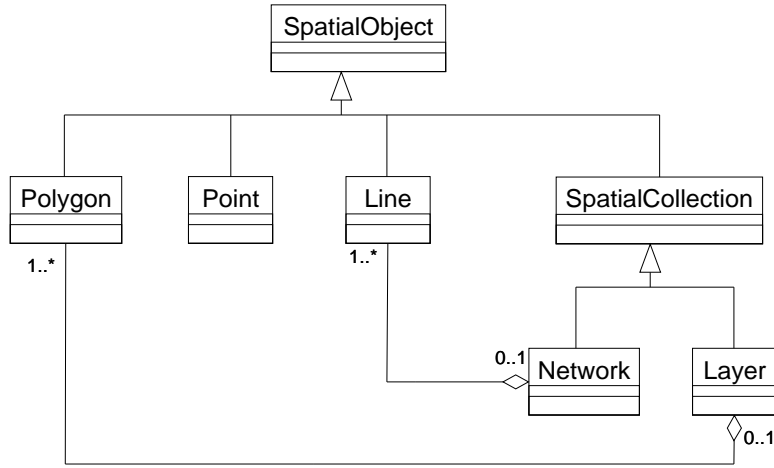 SpatialObject
Polygon
Point
Line
SpatialCollection
1..*
1..*
0..1
Network
Layer
0..1